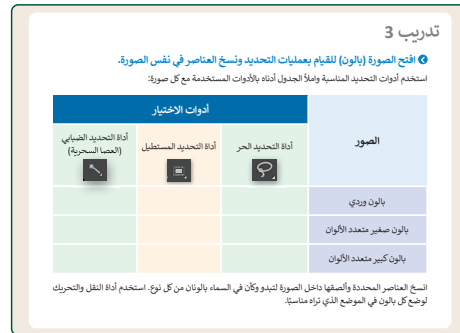 تدريب 3
افتح الصورة (بالون) للقيام بعمليات التحديد ونسخ العناصر في نفس الصورة.
استخدم أدوات التحديد المناسبة واملأ الجدول أدناه بالأدوات المستخدمة مع كل صورة:
أدوات الاختيار
الصور
أداة التحديد الحر
أداة التحديد المستطيل
أداة التحديد الضبابي
(العصا السحرية)
بالون وردي
بالون صغير متعدد الألوان
بالون كبير متعدد الألوان
انسخ العناصر المحددة وألصقها داخل الصورة لتبدو وكأن في السماء بالونان من كل نوع. استخدم أداة النقل والتحريك
لوضع كل بالون في الموضع الذي تراه مناسبًا.